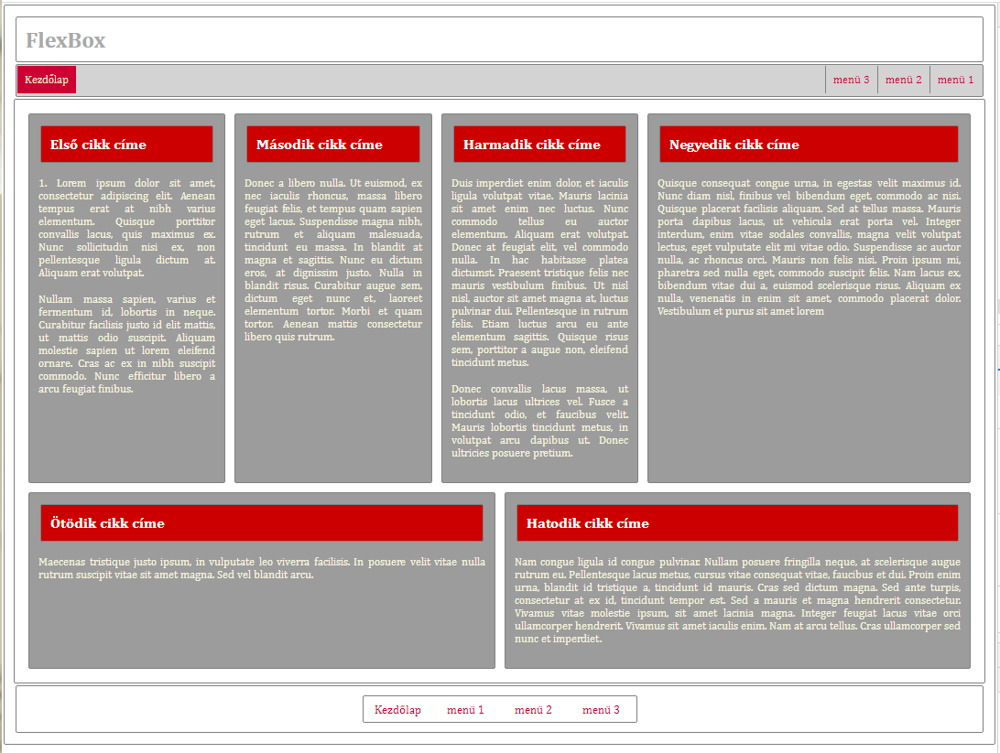 FlexBox
Kezdőlap
menü 3
menü 2
menü 1
Első cikk címe
1. Lorem ipsum dolor sit amet,
consectetur adipiscing elit. Aenean
tempus erat at nibh varius
elementum. Quisque porttitor
convallis lacus, quis maximus ex.
Nunc sollicitudin nisi ex, non
pellentesque ligula dictum at.
Aliquam erat volutpat.
Nullam massa sapien, varius et
fermentum id, lobortis in neque.
Curabitur facilisis justo id elit mattis,
ut mattis odio suscipit. Aliquam
molestie sapien ut lorem eleifend
ornare. Cras ac ex in nibh suscipit
commodo. Nunc efficitur libero a
arcu feugiat finibus.
Második cikk címe
Donec a libero nulla. Ut euismod, ex
nec iaculis rhoncus, massa libero
feugiat felis, et tempus quam sapien
eget lacus. Suspendisse magna nibh,
rutrum et aliquam malesuada,
tincidunt eu massa. In blandit at
magna et sagittis. Nunc eu dictum
eros, at dignissim justo. Nulla in
blandit risus. Curabitur augue sem,
dictum eget nunc et, laoreet
elementum tortor. Morbi et quam
tortor. Aenean mattis consectetur
libero quis rutrum.
Harmadik cikk címe
Duis imperdiet enim dolor, et iaculis
ligula volutpat vitae. Mauris lacinia
sit amet enim nec luctus. Nunc
commodo tellus eu auctor
elementum. Aliquam erat volutpat.
Donec at feugiat elit, vel commodo
nulla. In hac habitasse platea
dictumst. Praesent tristique felis nec
mauris vestibulum finibus. Ut nisl
nisl, auctor sit amet magna at, luctus
pulvinar dui. Pellentesque in rutrum
felis. Etiam luctus arcu eu ante
elementum sagittis. Quisque risus
sem, porttitor a augue non, eleifend
tincidunt metus.
Donec convallis lacus massa, ut
lobortis lacus ultrices vel. Fusce a
tincidunt odio, et faucibus velit.
Mauris lobortis tincidunt metus, in
volutpat arcu dapibus ut. Donec
ultricies posuere pretium.
Negyedik cikk címe
Quisque consequat congue urna, in egestas velit maximus id.
Nunc diam nisl, finibus vel bibendum eget, commodo ac nisi.
Quisque placerat facilisis aliquam. Sed at tellus massa. Mauris
porta dapibus lacus, ut vehicula erat porta vel. Integer
interdum, enim vitae sodales convallis, magna velit volutpat
lectus, eget vulputate elit mi vitae odio. Suspendisse ac auctor
nulla, ac rhoncus orci. Mauris non felis nisi. Proin ipsum mi,
pharetra sed nulla eget, commodo suscipit felis. Nam lacus ex,
bibendum vitae dui a, euismod scelerisque risus. Aliquam ex
nulla, venenatis in enim sit amet, commodo placerat dolor.
Vestibulum et purus sit amet lorem
Ötödik cikk címe
Maecenas tristique justo ipsum, in vulputate leo viverra facilisis. In posuere velit vitae nulla
rutrum suscipit vitae sit amet magna. Sed vel blandit arcu.
Hatodik cikk címe
Nam congue ligula id congue pulvinar. Nullam posuere fringilla neque, at scelerisque augue
rutrum eu. Pellentesque lacus metus, cursus vitae consequat vitae, faucibus et dui. Proin enim
urna, blandit id tristique a, tincidunt id mauris. Cras sed dictum magna. Sed ante turpis,
consectetur at ex id, tincidunt tempor est. Sed a mauris et magna hendrerit consectetur.
Vivamus vitae molestie ipsum, sit amet lacinia magna. Integer feugiat lacus vitae orci
ullamcorper hendrerit. Vivamus sit amet iaculis enim. Nam at arcu tellus. Cras ullamcorper sed
nunc et imperdiet.
Kezdőlap
menü 1
menü 2
menü 3